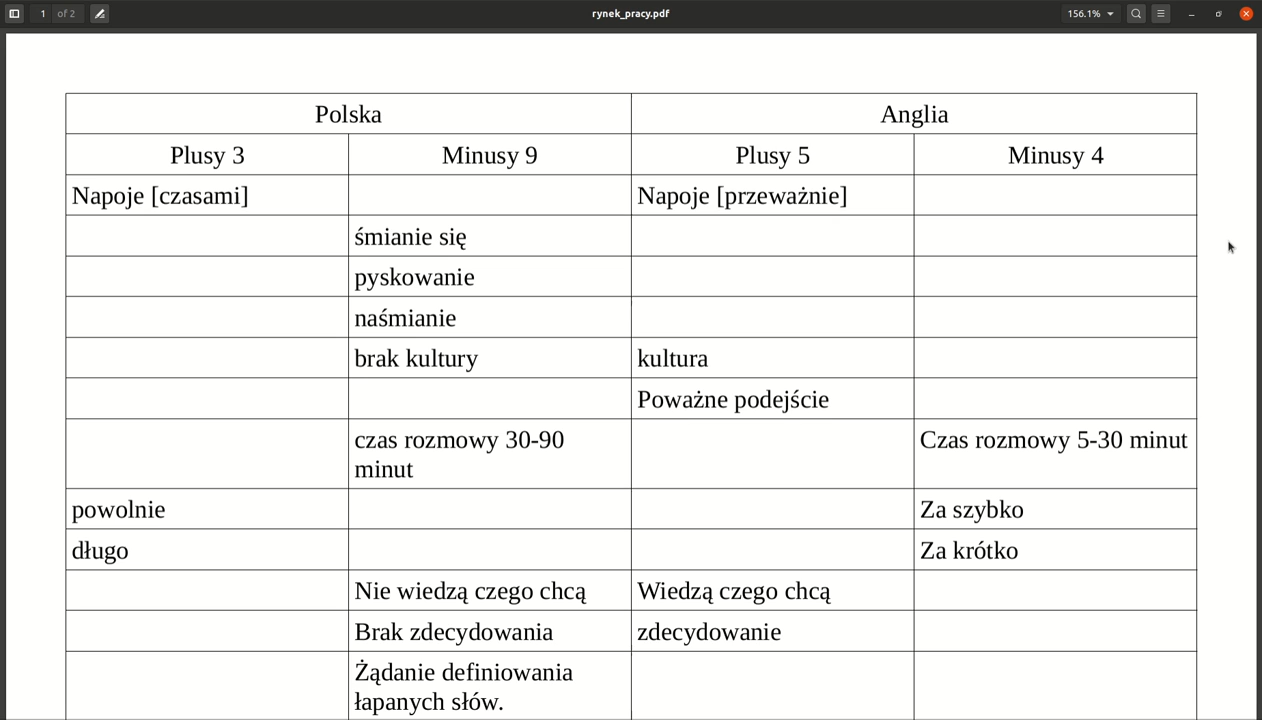 1 of 2 rynek_pracy.pdf 156.1%
Polska Anglia
Plusy 3 Minusy 9 Plusy 5 Minusy 4
Napoje [czasami] Napoje [przeważnie]
śmianie się
pyskowanie
naśmianie
brak kultury kultura
Poważne podejście
czas rozmowy 30-90 Czas rozmowy 5-30 minut
minut
powolnie Za szybko
długo Za krótko
Nie wiedzą czego chcą Wiedzą czego chcą
Brak zdecydowania zdecydowanie
Żądanie definiowania
łapanych słów.